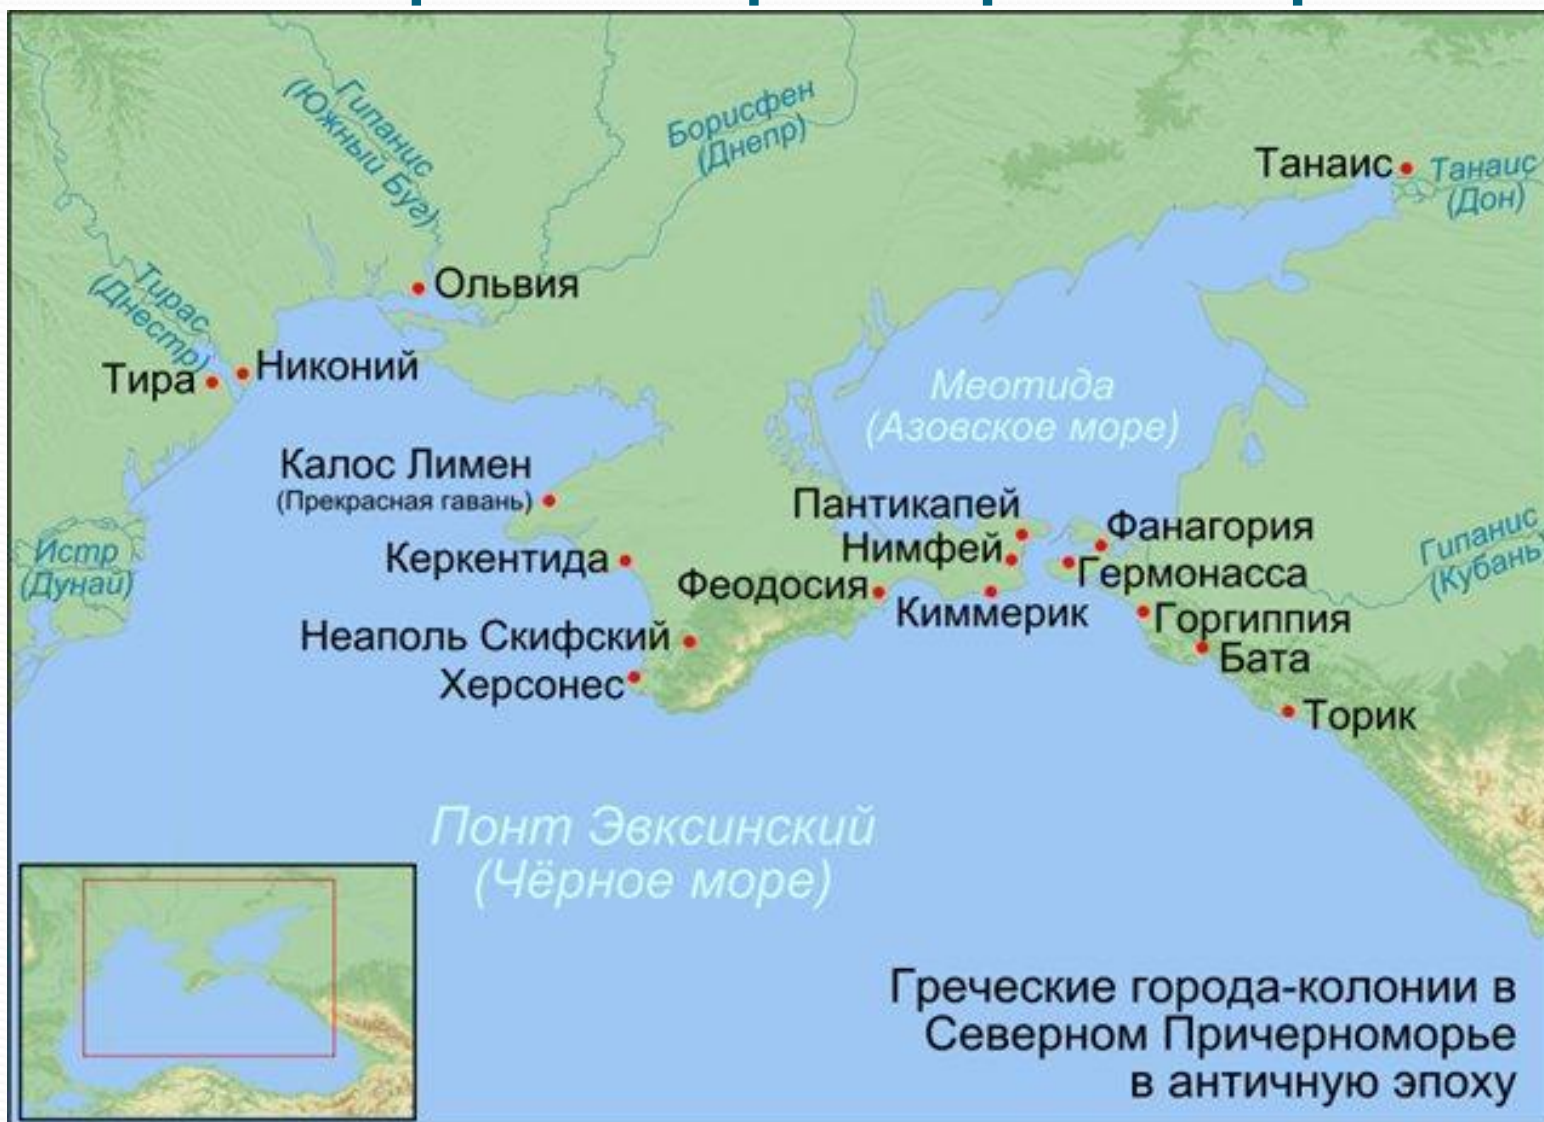 Гипанис
(Южный Буг)
Борисфен
(Днепр)
Танаис
Танаис
(Дон)
Ольвия
Тирас
(Днестр)
Никоний
Тира
Меотида
(Азовское море)
Калос Лимен
(Прекрасная гавань)
Пантикапей
Фанагория
Нимфей
Гипанис
(Кубань)
Истр
(Дунай)
Керкентида
Феодосия
Гермонасса
Киммерик
Горгиппия
Неаполь Скифский
Бата
Херсонес
Торик
Понт Эвксинский
(Чёрное море)
Греческие города-колонии в
Северном Причерноморье
в античную эпоху